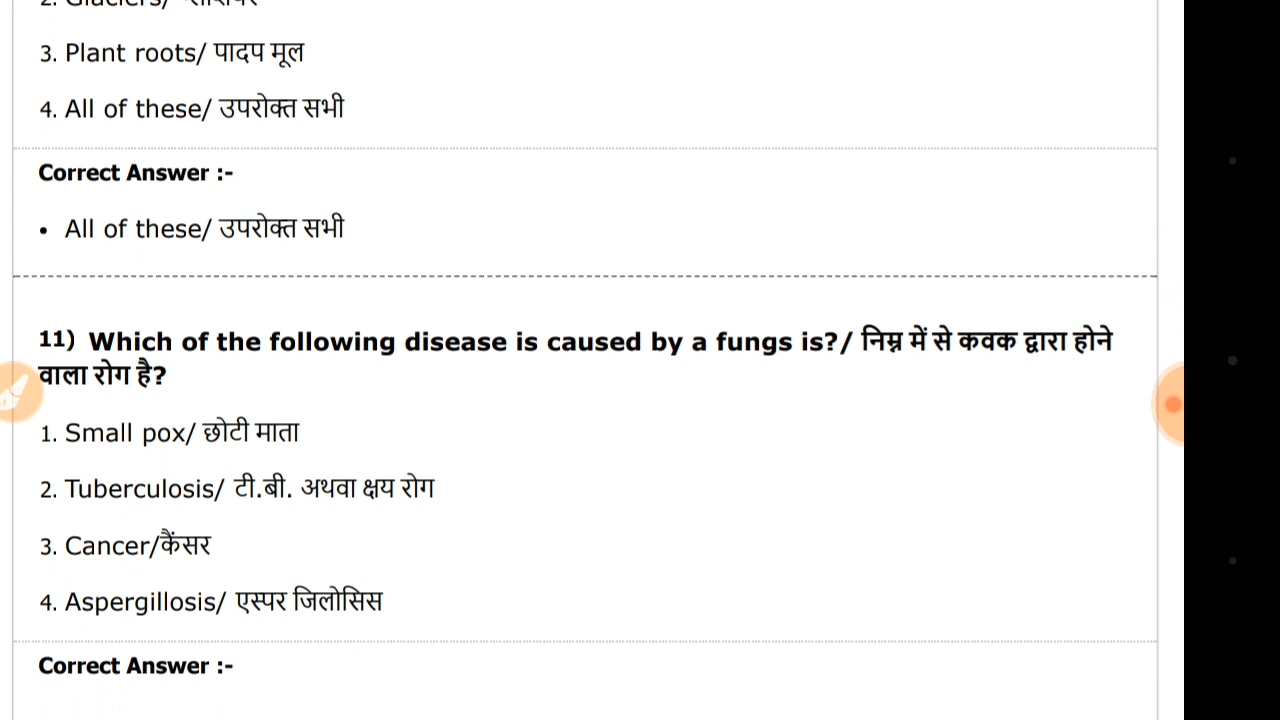 2. Glaciers/
3. Plant roots/ पादप मूल
4. All of these/ उपरोक्त सभी
Correct Answer :-
• All of these/ उपरोक्त सभी
11) Which of the following disease is caused by a fungs is?/ निम्न में से कवक द्वारा होने
वाला रोग है?
1. Small pox/ छोटी माता
2. Tuberculosis/ टी.बी. अथवा क्षय रोग
3. Cancer/कैंसर
4. Aspergillosis/ एस्पर जिलोसिस
Correct Answer :-